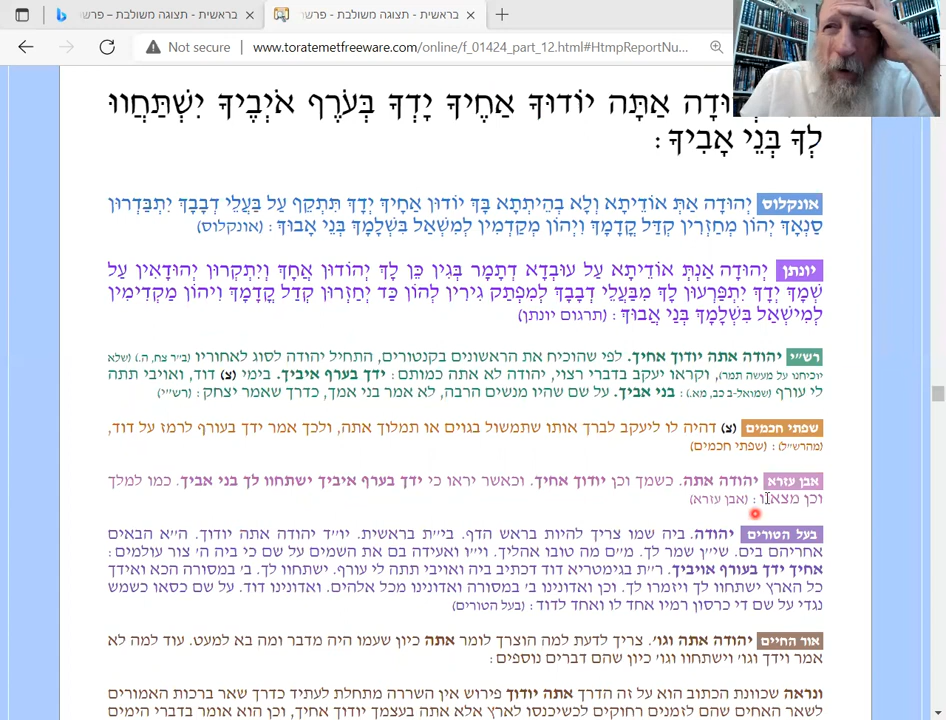 בראשית - תצוגה משולבת – פרשו
בראשית - תצוגה משולבת - פרשו
Not secure
www.toratemetfreeware.com/online/f_01424_part_12.html#HtmpReportNu...
אַתָּה יוֹדוּךָ אַחֶיךָ יָדְךָ בְּעֹרֶף אֹיְבֶיךָ יִשְׁתַּחֲווּ
לְךָ בְּנֵי אָבִיךָ :
אונקלוס יְהוּדָה אַתְּ אוֹדֵיתָא וְלָא בְהֵיתְתָא בָּךְ יוֹדוּן אַחָיךְ יְדָךְ תִּתְקֵף עַל בַּעֲלֵי דְבָבָךְ יִתְבַּדְּרוּן
סַנְאָךְ יְהוֹן מְחַזְּרִין קְדָל קֳדָמָךְ וִיהוֹן מְקַדְּמִין לְמִישְׁאַל בִּשְׁלָמָךְ בְּנֵי אָבוּךְ : (אונקלוס)
יונתן יְהוּדָה אַנְתְּ אוֹדֵיתָא עַל עוּבְדָא דְתָמָר בְּגִין כֵּן לָךְ יְהוֹדוּן אֲחָךְ וְיִתְקְרוּן יְהוּדָאִין עַל
שְׁמָךְ יְדָךְ יִתְפַּרְעוּן לָךְ מִבַּעֲלֵי דְבָבָךְ לְמִפְתַּק גִּירִין לְהוֹן כַּד יֶחְזְרוּן קְדַל קֳדָמָךְ וִיהוֹן מַקְדִימִין
לְמִישְׁאַל בִּשְׁלָמָךְ בְּנֵי אֲבוּךְ : (תרגום יונתן)
רש״י יהודה אתה יודוך אחיך. לפי שהוכיח את הראשונים בקנטורים, התחיל יהודה לסוג לאחוריו (ב״ר צח, ה.) (שלא
יוכיחנו על מעשה תמר), וקראו יעקב בדברי רצוי, יהודה לא אתה כמותם : ידך בערף איביך. בימי (צ) דוד, ואויבי תתה
לי עורף (שמואל-ב כב, מא.) : בני אביך. על שם שהיו מנשים הרבה, לא אמר בני אמך, כדרך שאמר יצחק : (רש״י)
שפתי חכמים (צ) דהיה לו ליעקב לברך אותו שתמשול בגוים או תמלוך אתה, ולכך אמר ידך בעורף לרמז על דוד,
(מהרש״ל) : (שפתי חכמים)
אבן עזרא יהודה אתה. כשמך וכן יודוך אחיך. וכאשר יראו כי ידך בערף איביך ישתחוו לך בני אביך. כמו למלך
וכן מצאנו : (אבן עזרא)
בעל הטורים יהודה. ביה שמו צריך להיות בראש הדף. בי״ת בראשית. יו״ד יהודה אתה יודוך. ה״א הבאים
אחריהם בים. שי״ן שמר לך. מ״ם מה טובו אהליך. וי״ו ואעידה בם את השמים על שם כי ביה ה׳ צור עולמים :
אחיך ידך בעורף אויביך. ר״ת בגימטריא דוד דכתיב ביה ואויבי תתה לי עורף. ישתחוו לך. ב׳ במסורה הכא ואידך
כל הארץ ישתחוו לך ויזמרו לך. וכן ואדונינו ב׳ במסורה ואדונינו מכל אלהים. ואדונינו דוד. על שם כסאו כשמש
נגדי על שם די כרסון רמיו אחד לו ואחד לדוד : (בעל הטורים)
אור החיים יהודה אתה וגו׳. צריך לדעת למה הוצרך לומר אתה כיון שעמו היה מדבר ומה בא למעט. עוד למה לא
אמר וידך וגו׳ וישתחוו וגו׳ כיון שהם דברים נוספים :
ונראה שכוונת הכתוב הוא על זה הדרך אתה יודוך פירוש אין השררה מתחלת לעתיד כדרך שאר ברכות האמורים
לשאר האחים שהם לזמנים רחוקים לכשיכנסו לארץ אלא אתה בעצמך יודוך אחיך, וכן הוא אומר בדברי הימים